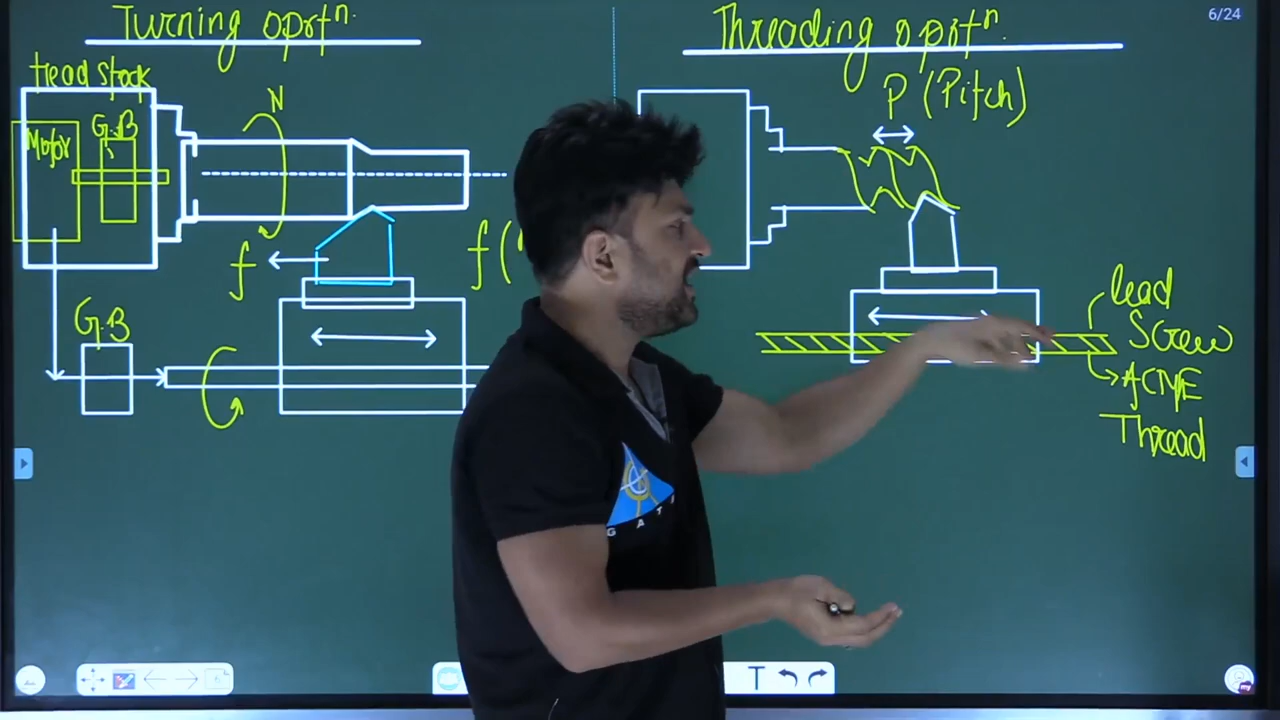 Turning oprtⁿ.
Head Stock
Motor
G.B
N
f
f(
G.B
Threading oprtⁿ.
6/24
P (Pitch)
lead
Screw
ACME
Thread
GATE
T